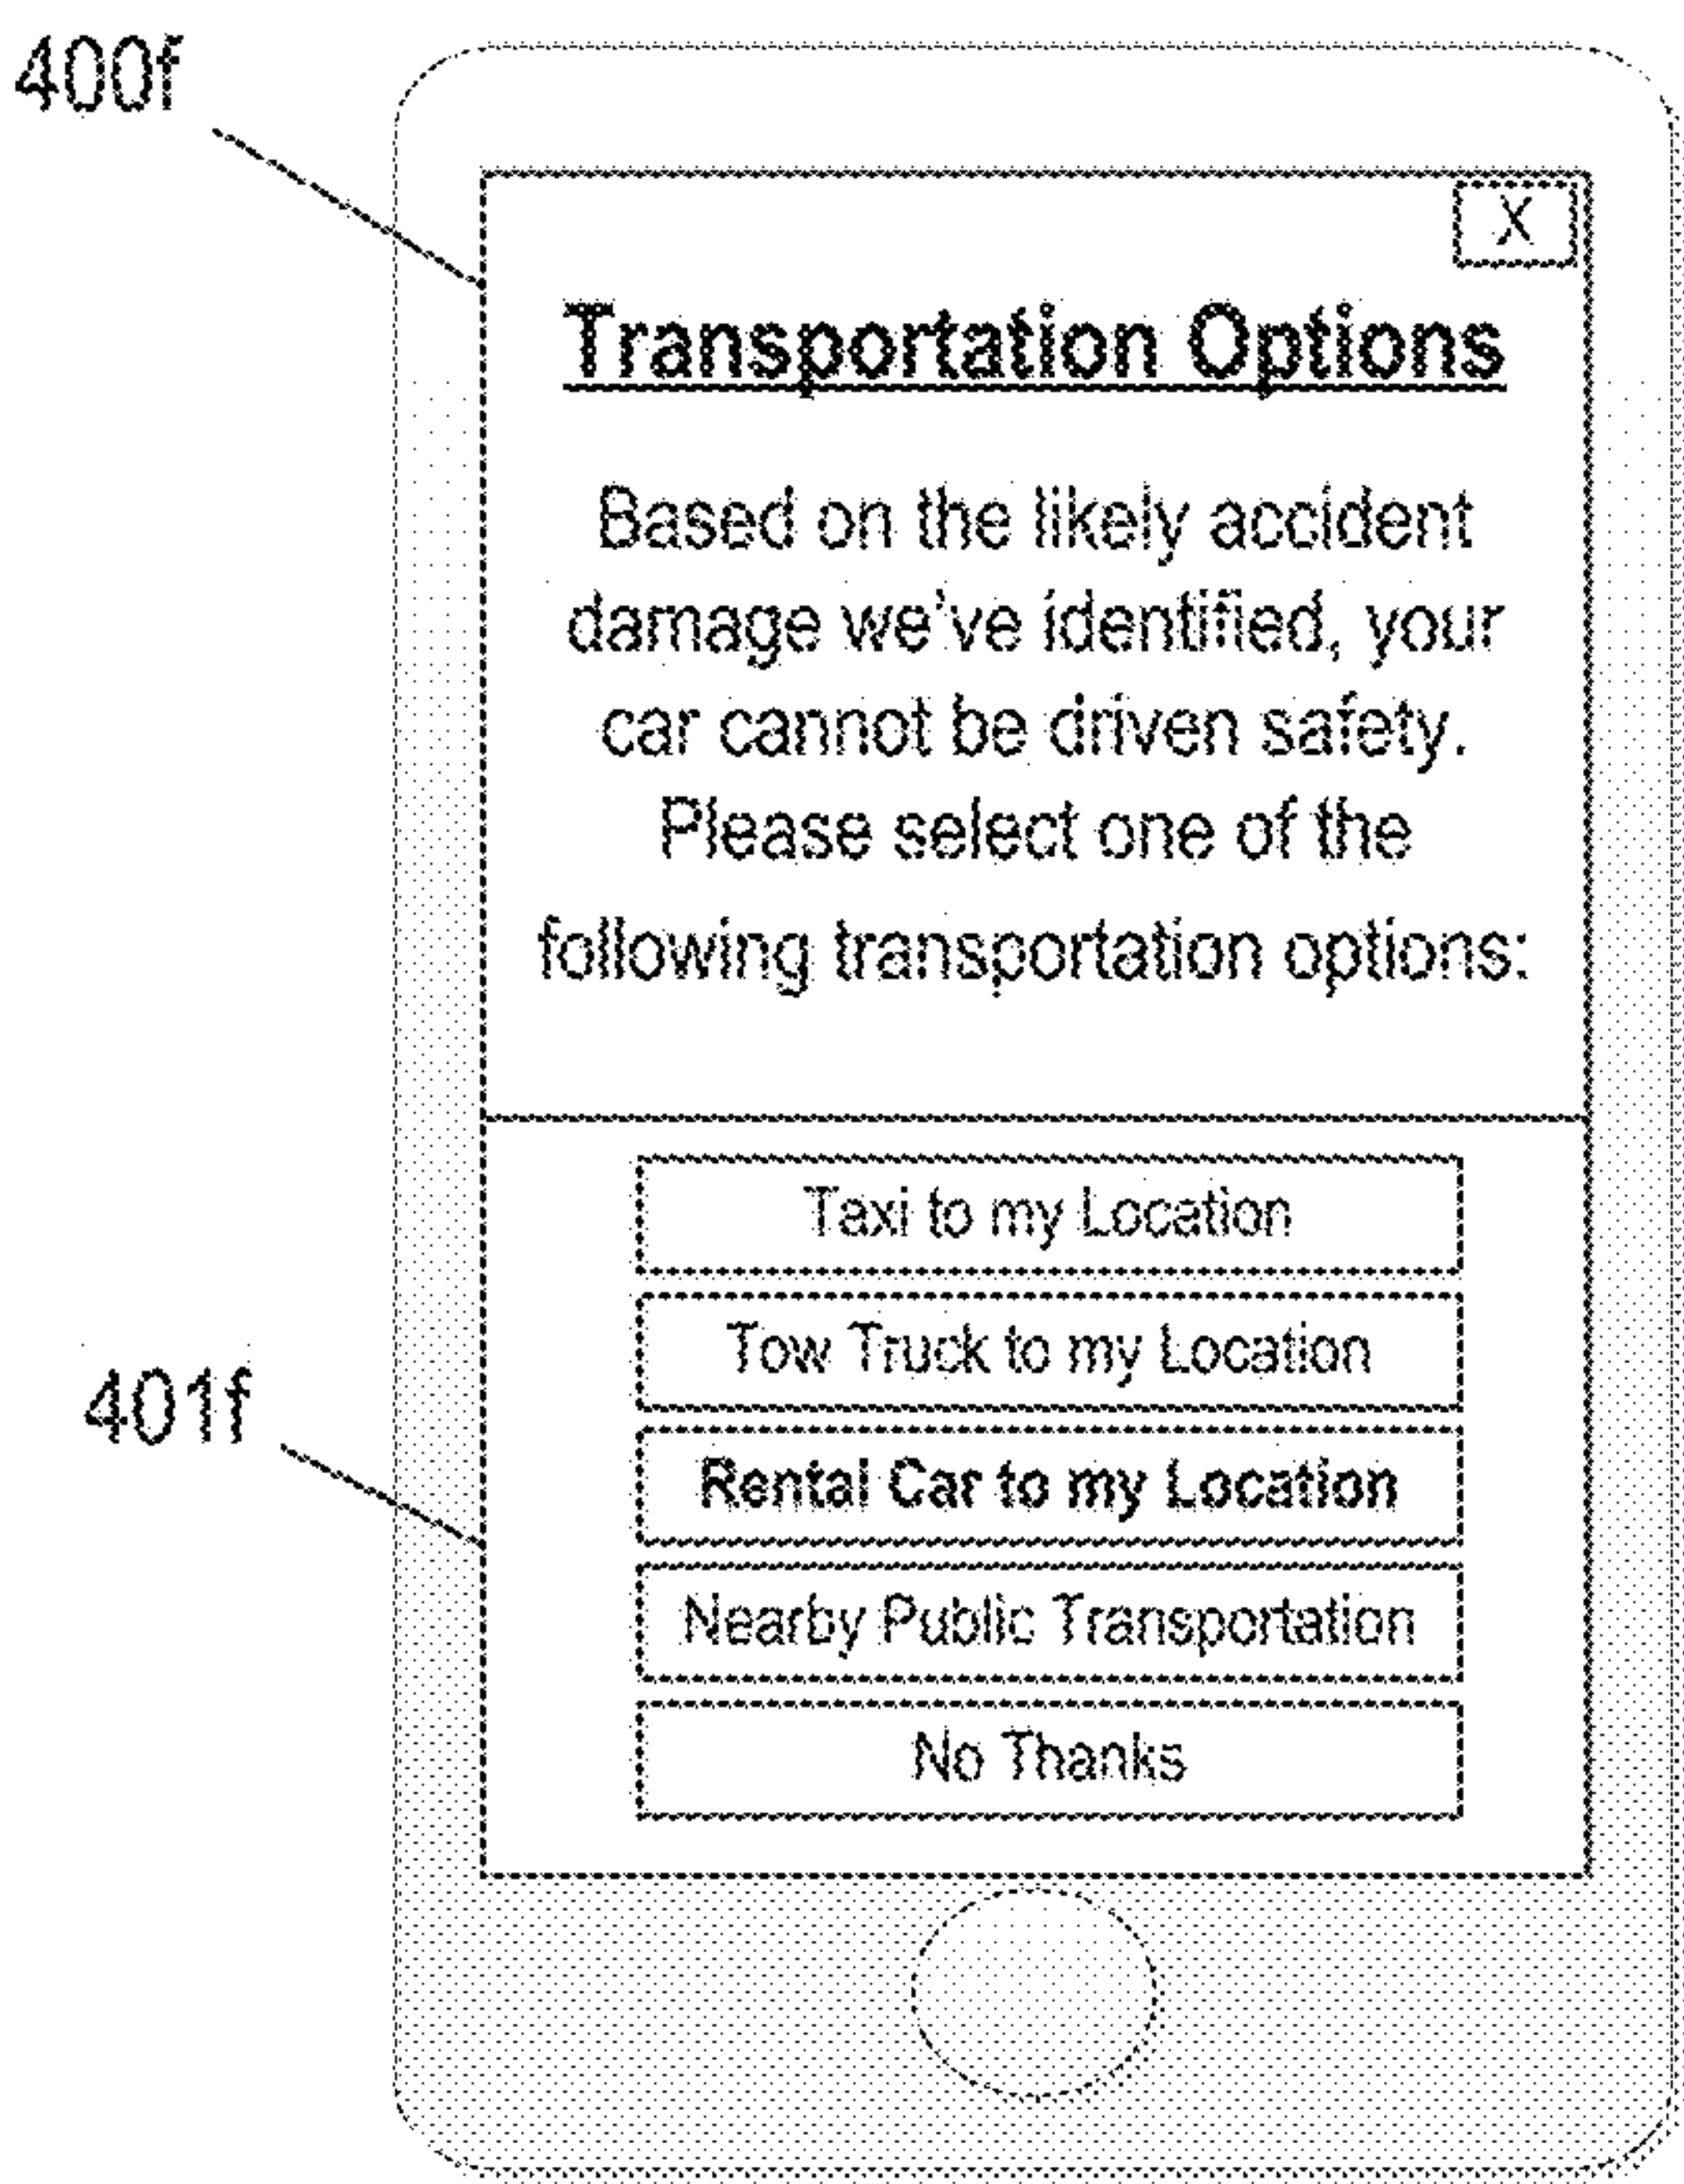 400f
X
Transportation Options
Based on the likely accident
damage we've identified, your
car cannot be driven safety.
Please select one of the
following transportation options:
Taxi to my Location
Tow Truck to my Location
401f
Rental Car to my Location
Nearby Public Transportation
No Thanks